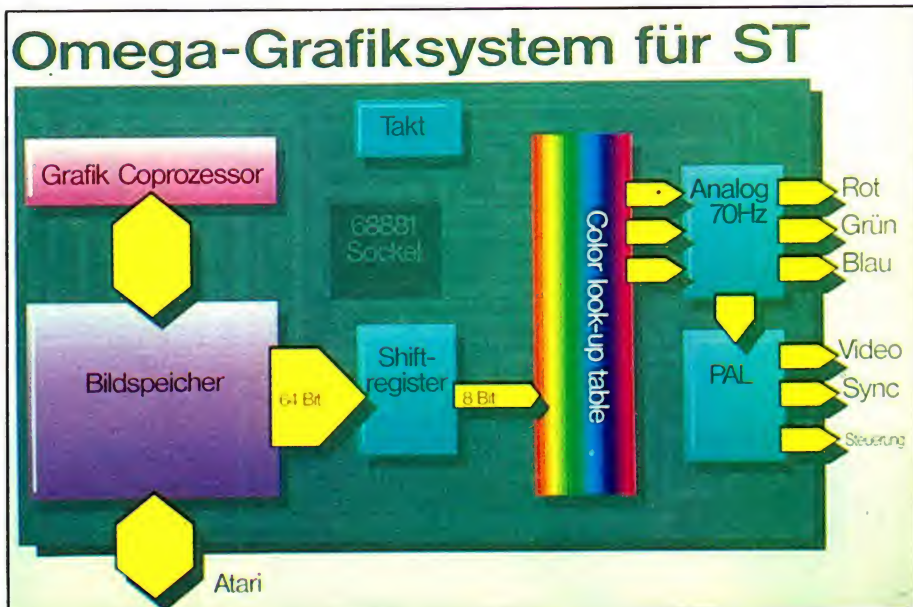 Omega-Grafiksystem für ST
Takt
Grafik Coprozessor
68881
Sockel
Bildspeicher
64 Bit
Shift-
register
8 Bit
Color look-up table
Analog
70Hz
Rot
Grün
Blau
PAL
Video
Sync
Steuerung
Atari